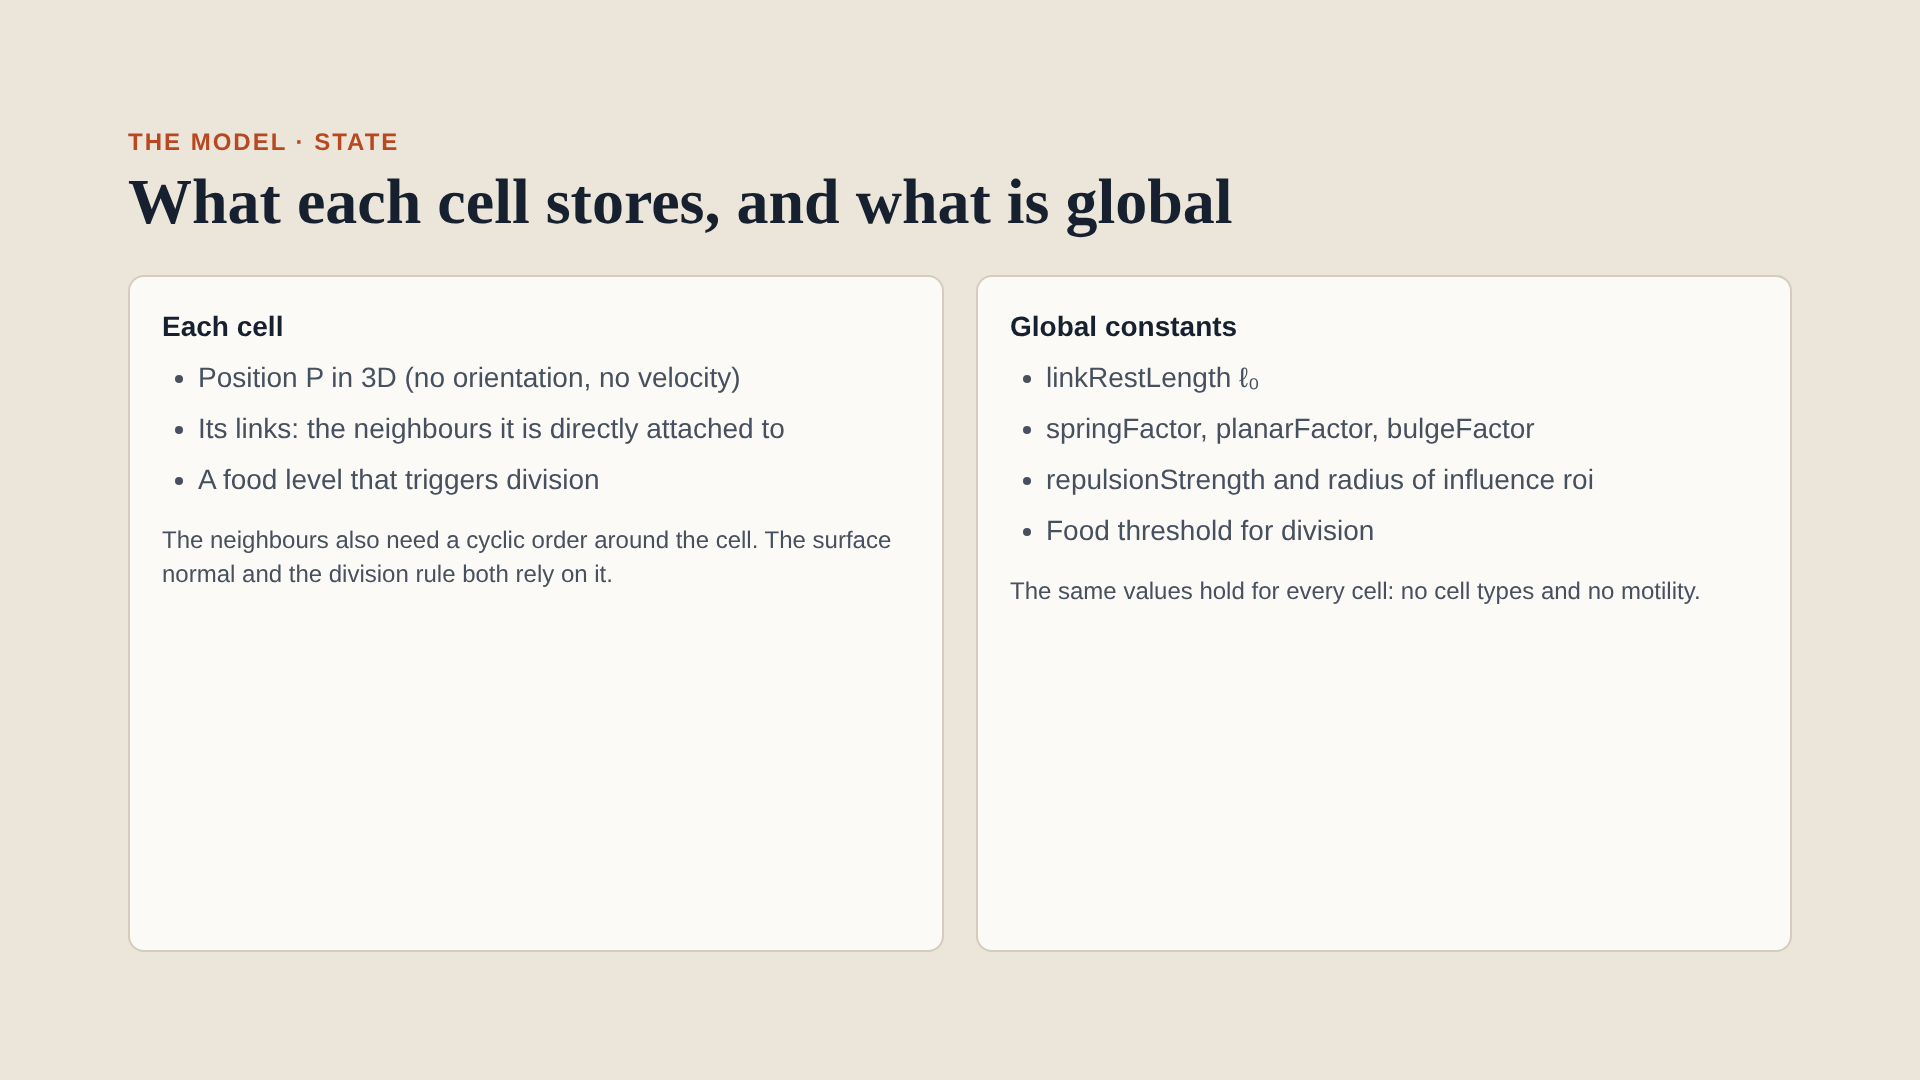 THE MODEL · STATE
What each cell stores, and what is global
Each cell
• Position P in 3D (no orientation, no velocity)
• Its links: the neighbours it is directly attached to
• A food level that triggers division
The neighbours also need a cyclic order around the cell. The surface
normal and the division rule both rely on it.
Global constants
• linkRestLength ℓ₀
• springFactor, planarFactor, bulgeFactor
• repulsionStrength and radius of influence roi
• Food threshold for division
The same values hold for every cell: no cell types and no motility.